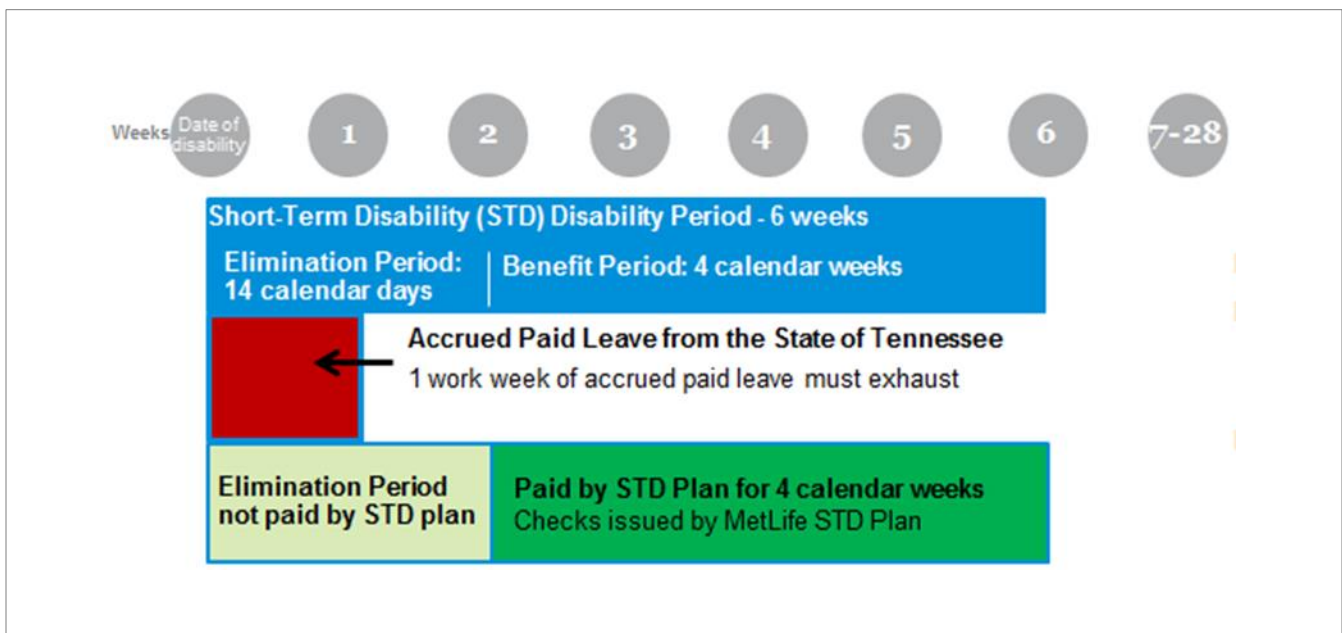 Weeks Date of disability 1 2 3 4 5 6 7-28
Short-Term Disability (STD) Disability Period - 6 weeks
Elimination Period:
14 calendar days
Benefit Period: 4 calendar weeks
Accrued Paid Leave from the State of Tennessee
1 work week of accrued paid leave must exhaust
Elimination Period
not paid by STD plan
Paid by STD Plan for 4 calendar weeks
Checks issued by MetLife STD Plan